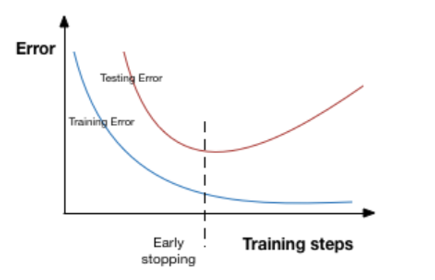 Error
Testing Error
Training Error
Early
stopping
Training steps